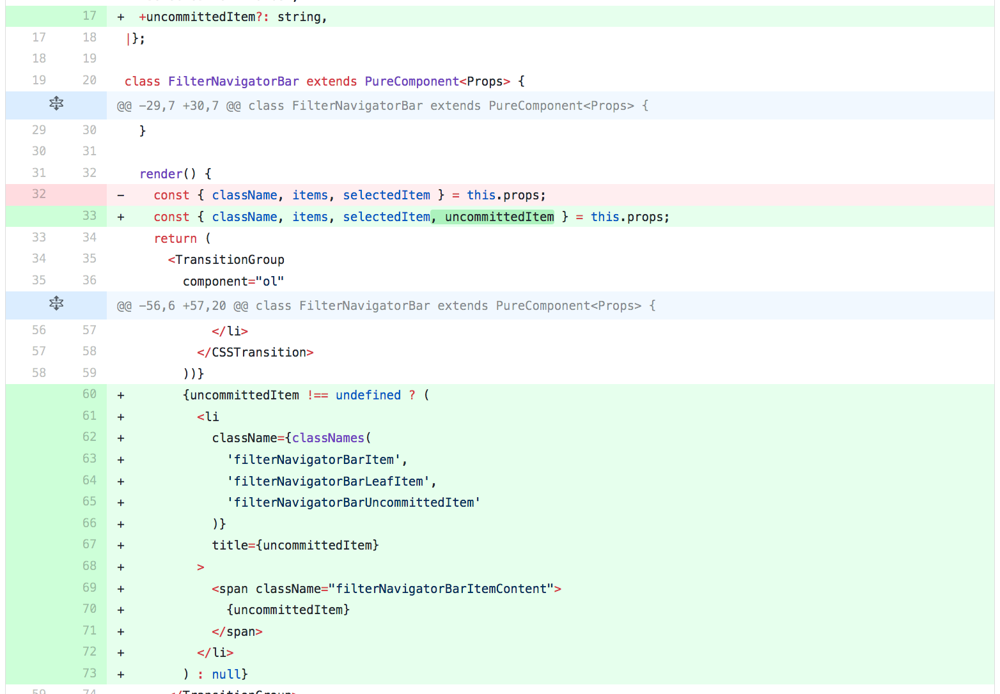 17 + +uncommittedItem?: string,
17 18 |};
18 19
19 20 class FilterNavigatorBar extends PureComponent<Props> {
@@ -29,7 +30,7 @@ class FilterNavigatorBar extends PureComponent<Props> {
29 30 }
30 31
31 32 render() {
32 - const { className, items, selectedItem } = this.props;
33 + const { className, items, selectedItem, uncommittedItem } = this.props;
33 34 return (
34 35 <TransitionGroup
35 36 component="ol"
@@ -56,6 +57,20 @@ class FilterNavigatorBar extends PureComponent<Props> {
56 57 </li>
57 58 </CSSTransition>
58 59 ))}
60 + {uncommittedItem !== undefined ? (
61 + <li
62 + className={classNames(
63 + 'filterNavigatorBarItem',
64 + 'filterNavigatorBarLeafItem',
65 + 'filterNavigatorBarUncommittedItem'
66 + )}
67 + title={uncommittedItem}
68 + >
69 + <span className="filterNavigatorBarItemContent">
70 + {uncommittedItem}
71 + </span>
72 + </li>
73 + ) : null}
59 74 </TransitionGroup>